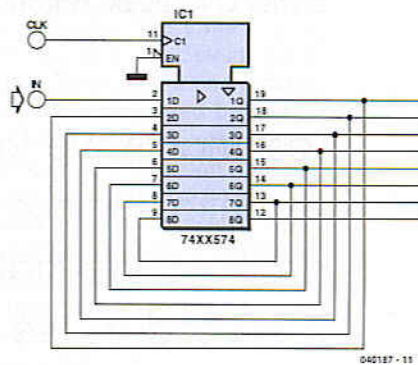 IC1
CLK
11
C1
1
EN
IN
2 1D 1Q 19
3 2D 2Q 18
4 3D 3Q 17
5 4D 4Q 16
6 5D 5Q 15
7 6D 6Q 14
8 7D 7Q 13
9 8D 8Q 12
74XX574
040187 - 11